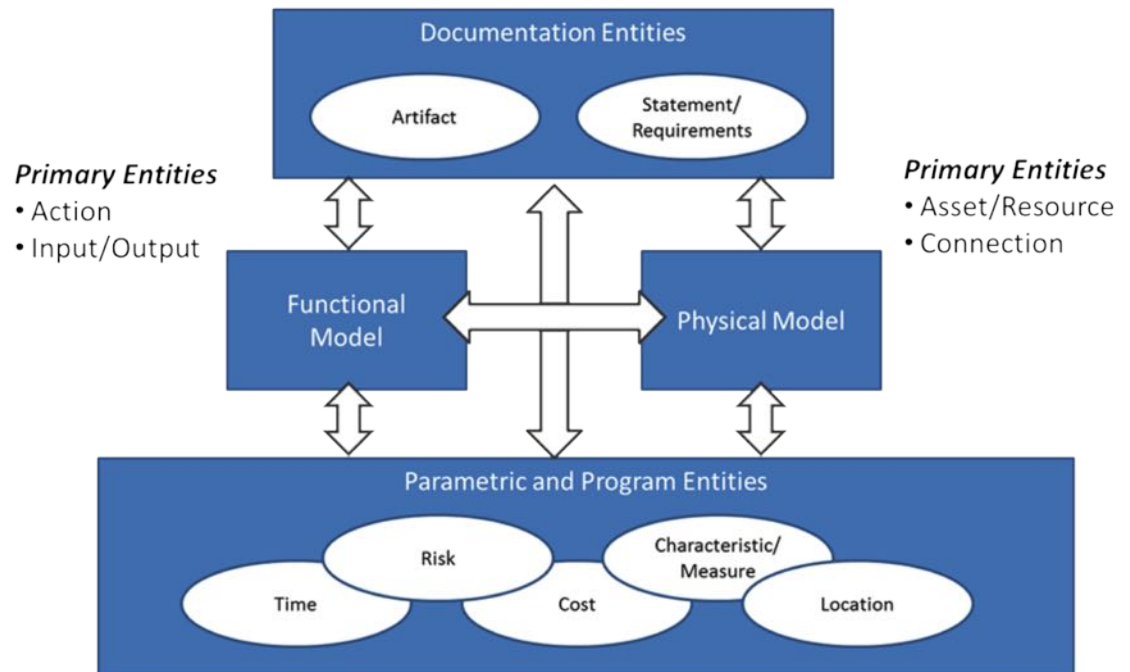 Documentation Entities
Artifact
Statement/
Requirements
Primary Entities
• Action
• Input/Output
Primary Entities
• Asset/Resource
• Connection
Functional
Model
Physical Model
Parametric and Program Entities
Risk
Characteristic/
Measure
Time
Cost
Location